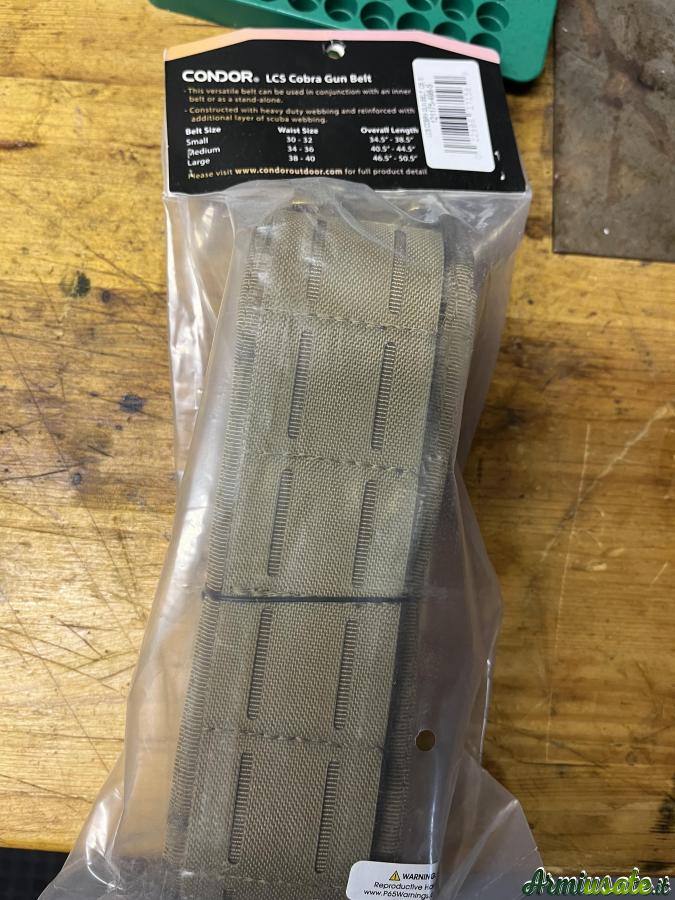 CONDOR® LCS Cobra Gun Belt
- This versatile belt can be used in conjunction with an inner
belt or as a stand-alone.
- Constructed with heavy duty webbing and reinforced with
additional layer of scuba webbing.
Belt Size Waist Size Overall Length
Small 30 - 32 34.5" - 38.5"
Medium 34 - 36 40.5" - 44.5"
Large 38 - 40 46.5" - 50.5"
Please visit www.condoroutdoor.com for full product detail
WARNING:
Reproductive
www.P65Warnings.
Armiusate.it